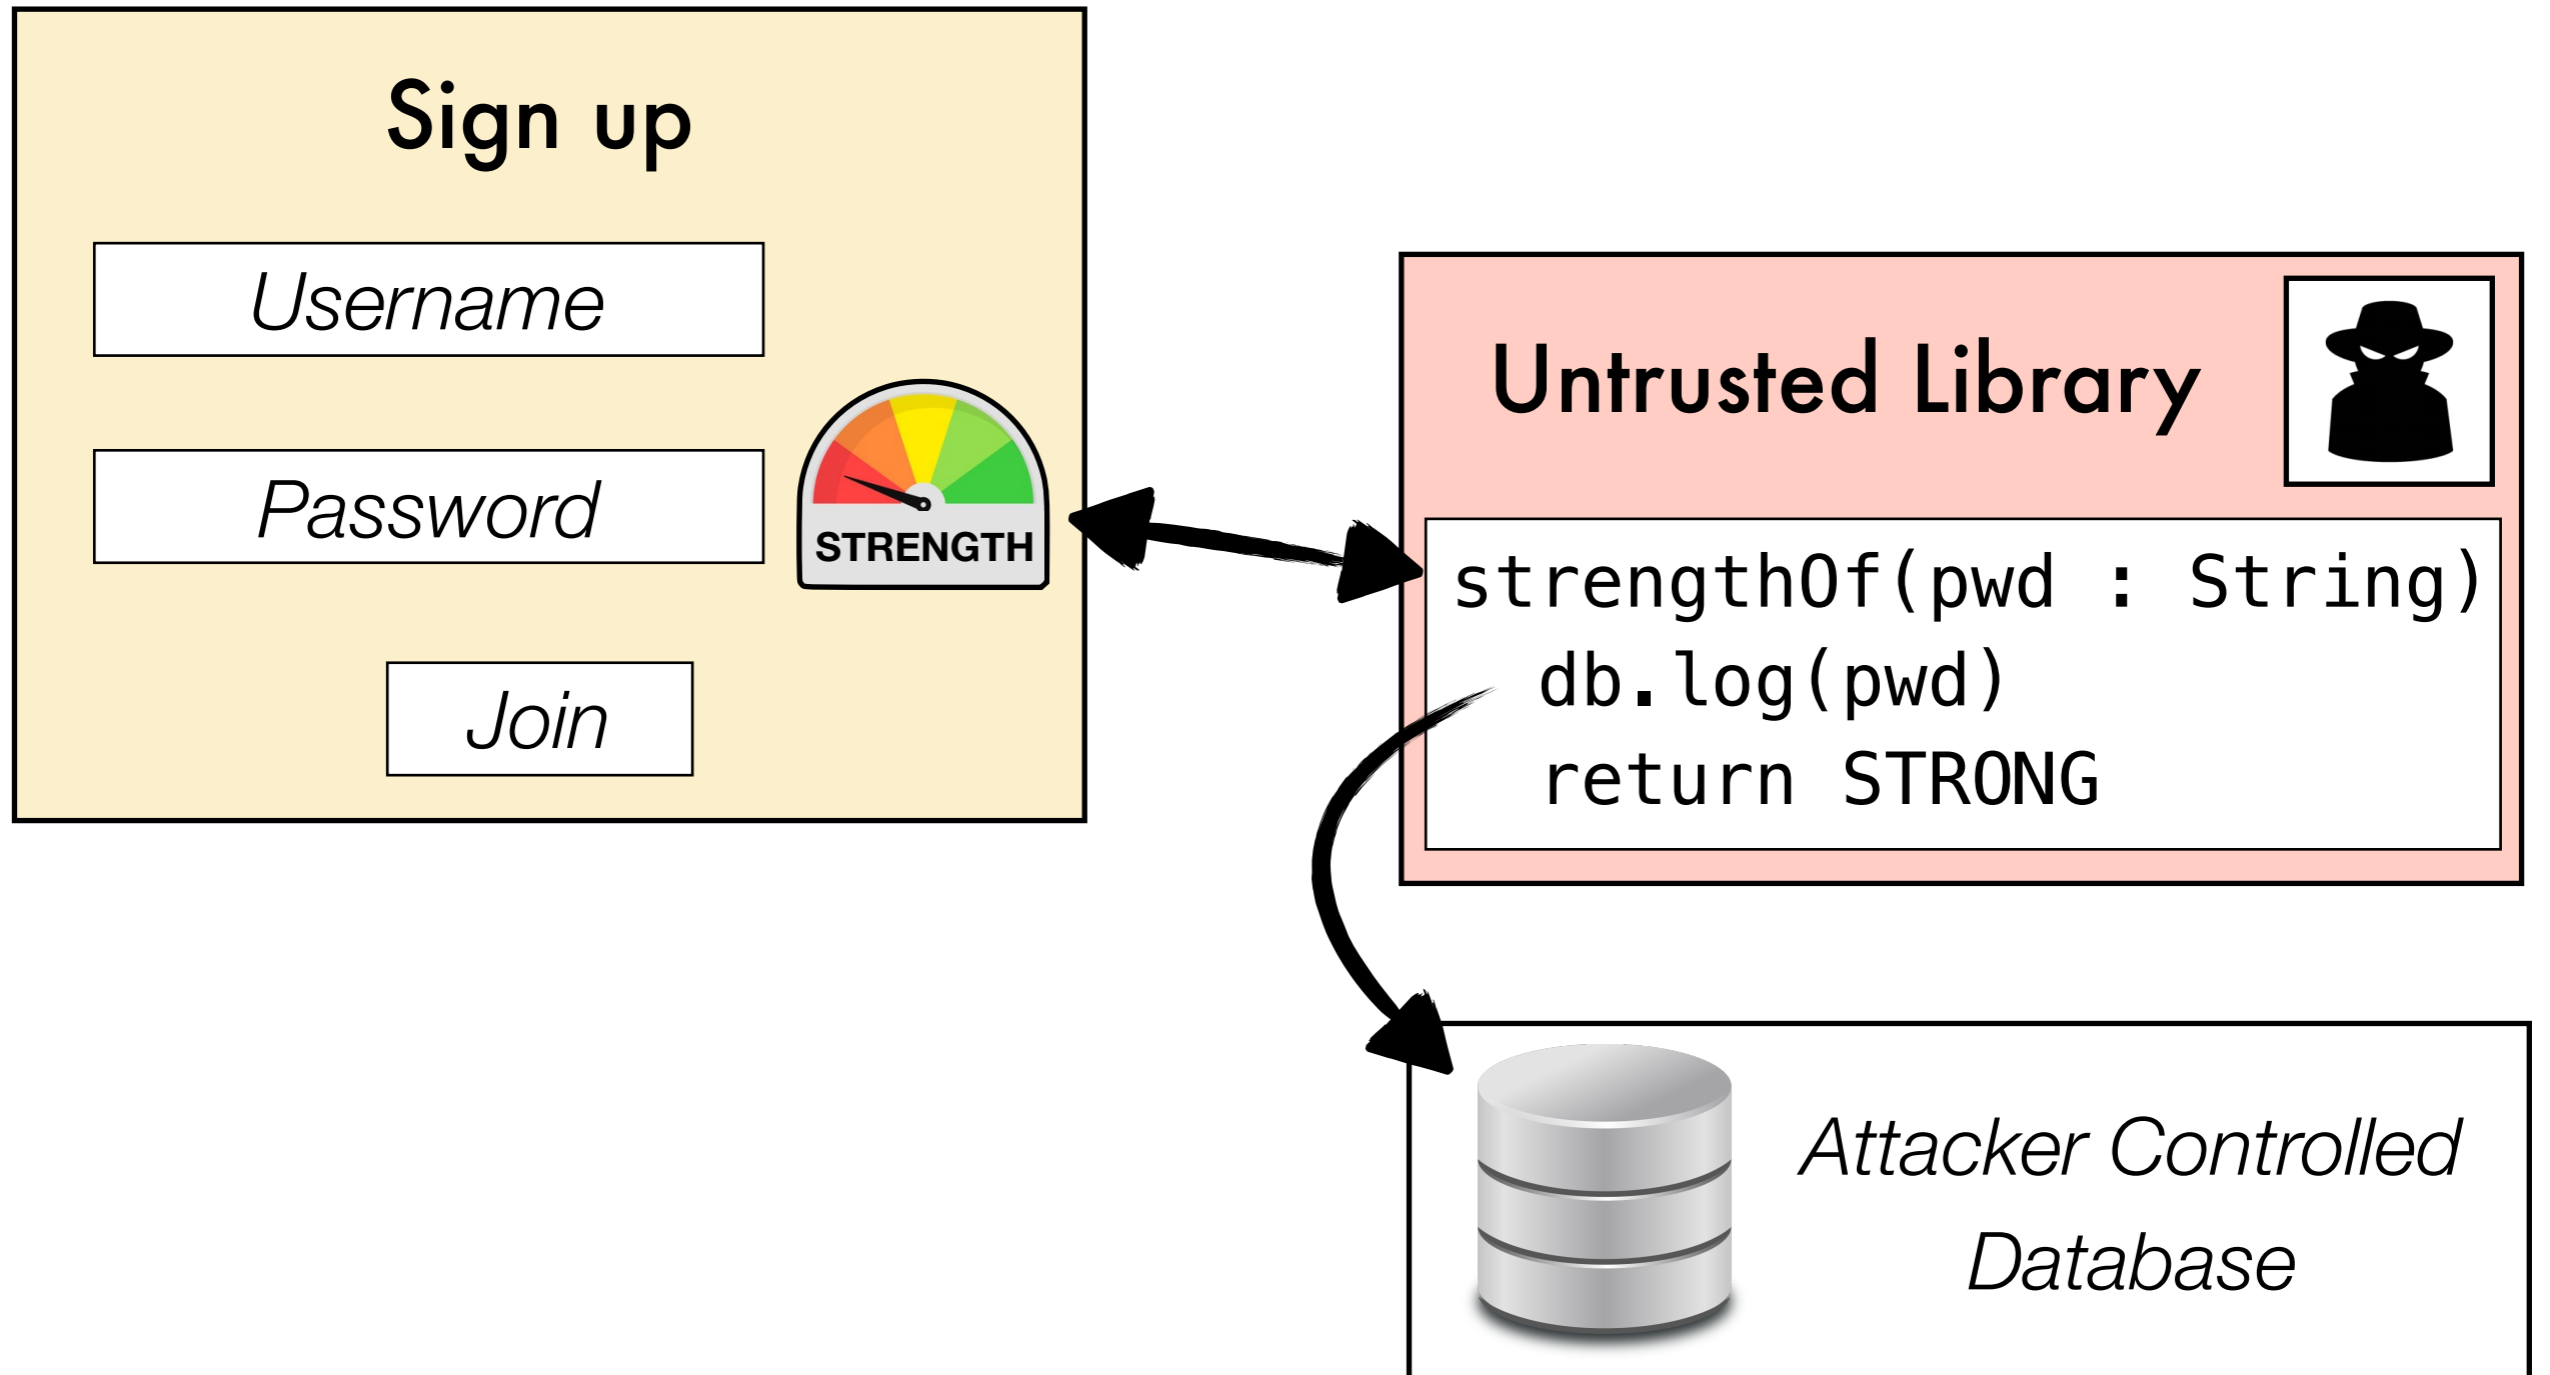 Sign up
Username
Password
STRENGTH
Join
Untrusted Library
strengthOf(pwd : String)
db.log(pwd)
return STRONG
Attacker Controlled
Database